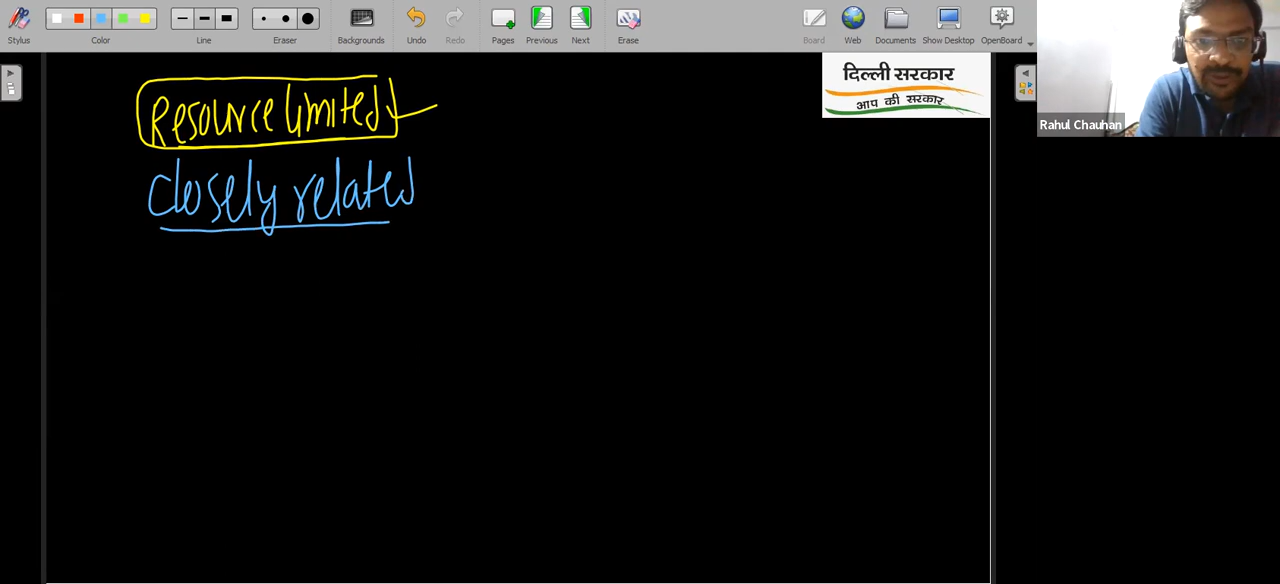 Stylus
Color
Line
Eraser
Backgrounds
Undo
Redo
Pages
Previous
Next
Erase
Board
Web
Documents
Show Desktop
OpenBoard
Resource limited
closely related
दिल्ली सरकार
आप की सरकार
Rahul Chauhan